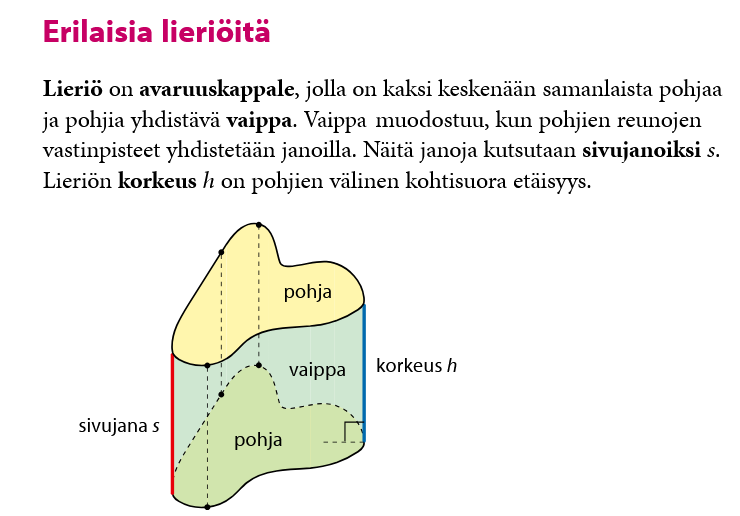 Erilaisia lieriöitä
Lieriö on avaruuskappale, jolla on kaksi keskenään samanlaista pohjaa
ja pohjia yhdistävä vaippa. Vaippa muodostuu, kun pohjien reunojen
vastinpisteet yhdistetään janoilla. Näitä janoja kutsutaan sivujanoiksi s.
Lieriön korkeus h on pohjien välinen kohtisuora etäisyys.
pohja
vaippa
korkeus h
sivujana s
pohja